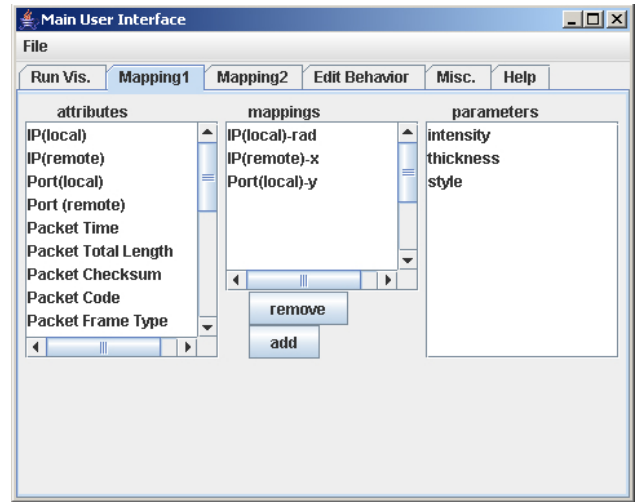 Main User Interface
File
Run Vis. Mapping1 Mapping2 Edit Behavior Misc. Help
attributes mappings parameters
IP(local)
IP(remote)
Port(local)
Port (remote)
Packet Time
Packet Total Length
Packet Checksum
Packet Code
Packet Frame Type
IP(local)-rad
IP(remote)-x
Port(local)-y
remove
add
intensity
thickness
style